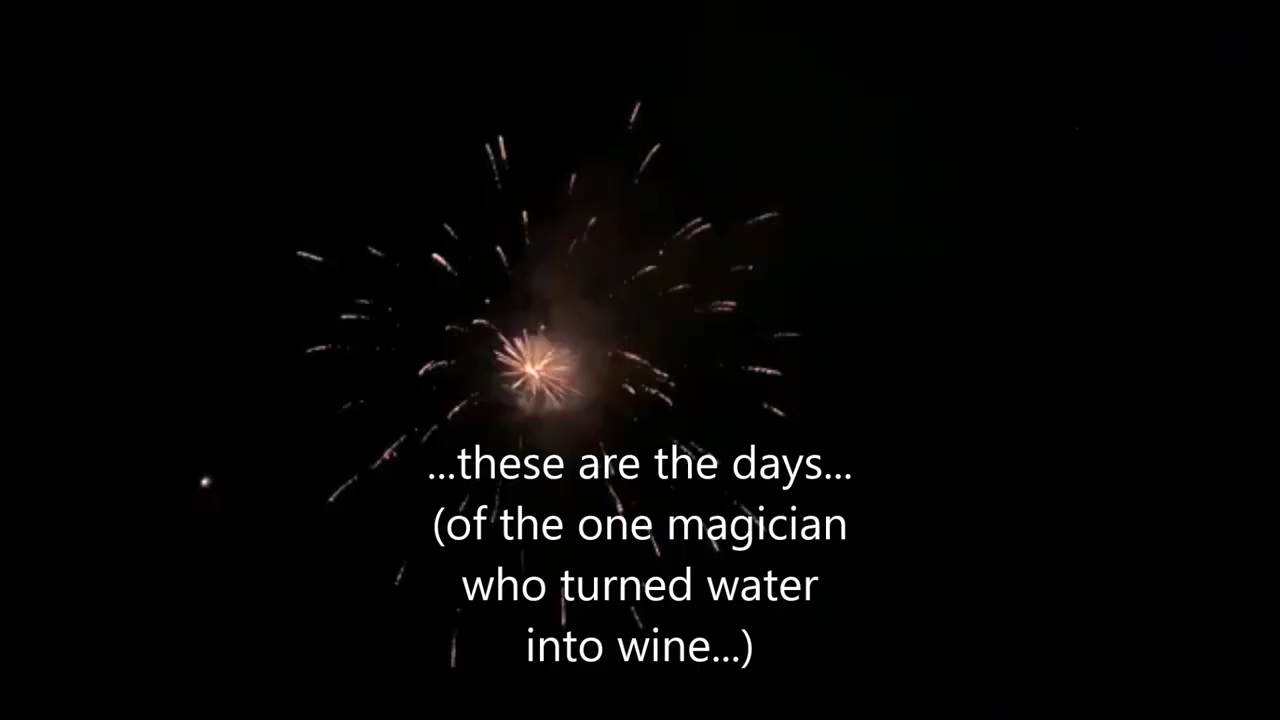 ...these are the days...
(of the one magician
who turned water
into wine...)